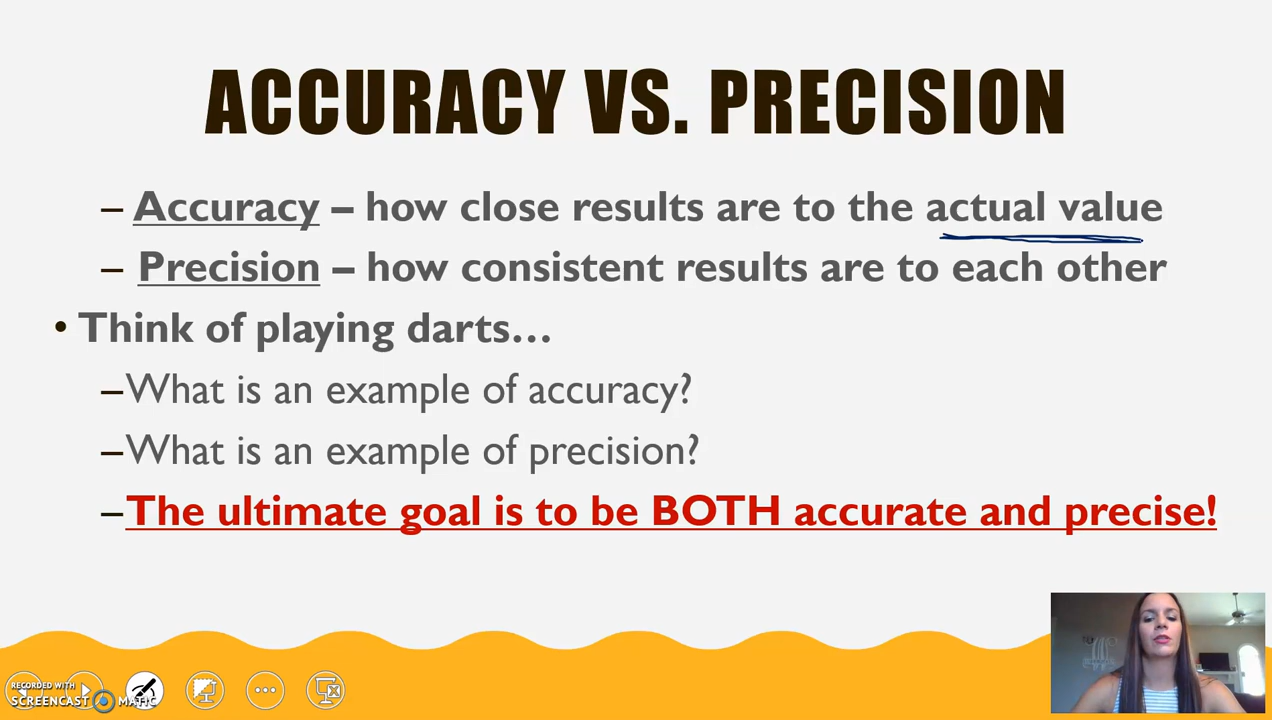 ACCURACY VS. PRECISION
– Accuracy – how close results are to the actual value
– Precision – how consistent results are to each other
• Think of playing darts...
–What is an example of accuracy?
–What is an example of precision?
–The ultimate goal is to be BOTH accurate and precise!
RECORDED WITH
SCREENCAST MATIC